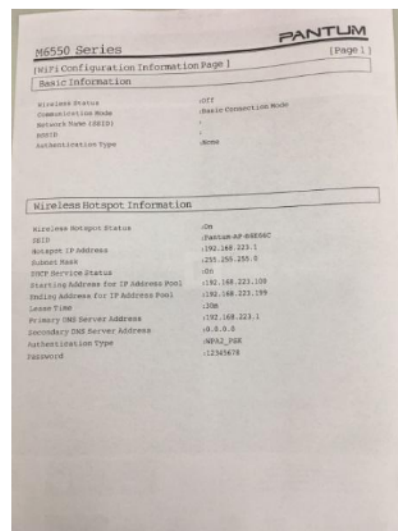 PANTUM
M6550 Series
[Page 1]
[WiFi Configuration Information Page ]
Basic Information
Wireless Status :Off
Communication Mode :Basic Connection Mode
Network Name (SSID) :
BSSID :
Authentication Type :None
Wireless Hotspot Information
Wireless Hotspot Status :On
SSID :Pantum-AP-
Hotspot IP Address :192.168.223.1
Subnet Mask :255.255.255.0
DHCP Service Status :On
Starting Address for IP Address Pool :192.168.223.100
Ending Address for IP Address Pool :192.168.223.199
Lease Time :30m
Primary DNS Server Address :192.168.223.1
Secondary DNS Server Address :0.0.0.0
Authentication Type :WPA2_PSK
Password :12345678